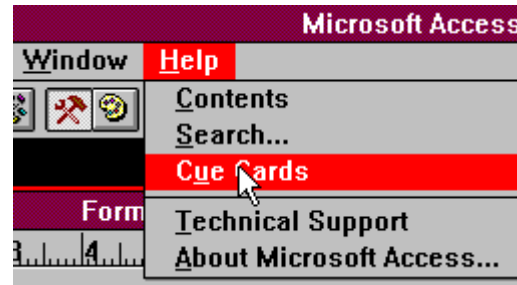 Microsoft Access
Window Help
Contents
Search...
Cue Cards
Form
Technical Support
4
About Microsoft Access...